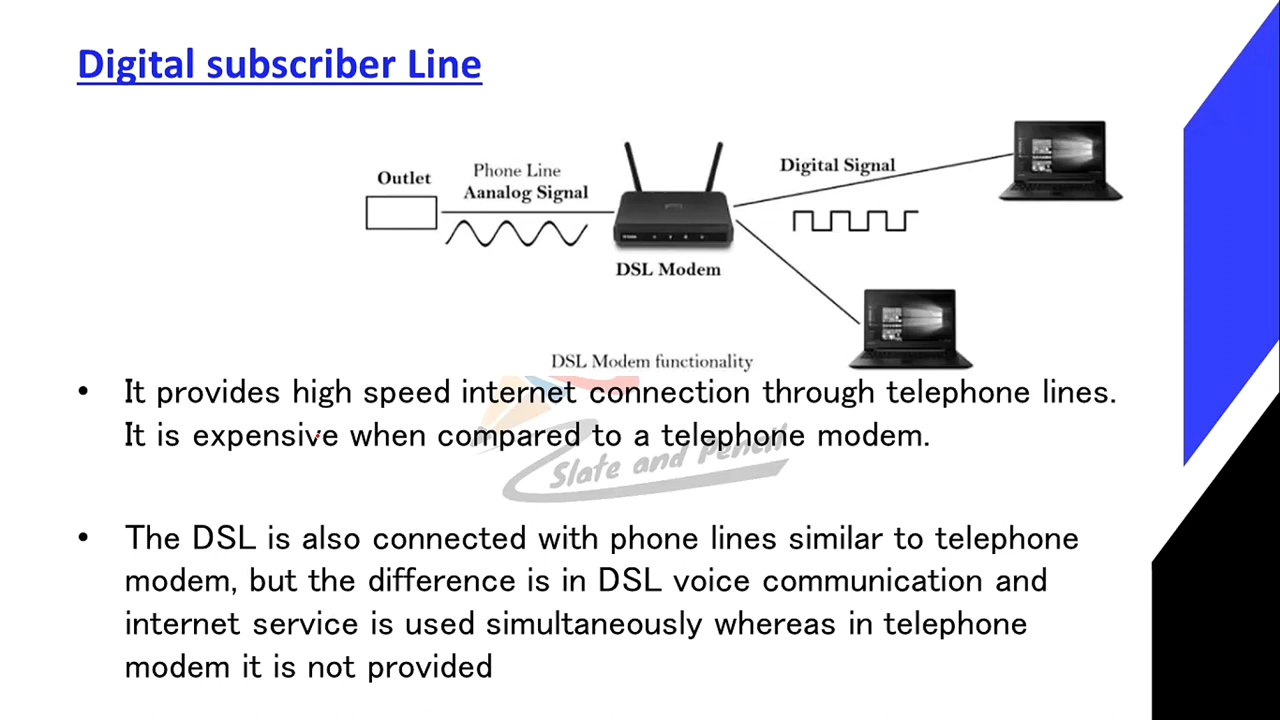 Digital subscriber Line
Outlet
Phone Line
Aanalog Signal
Digital Signal
DSL Modem
DSL Modem functionality
• It provides high speed internet connection through telephone lines.
It is expensive when compared to a telephone modem.
Slate and Pencil
• The DSL is also connected with phone lines similar to telephone
modem, but the difference is in DSL voice communication and
internet service is used simultaneously whereas in telephone
modem it is not provided